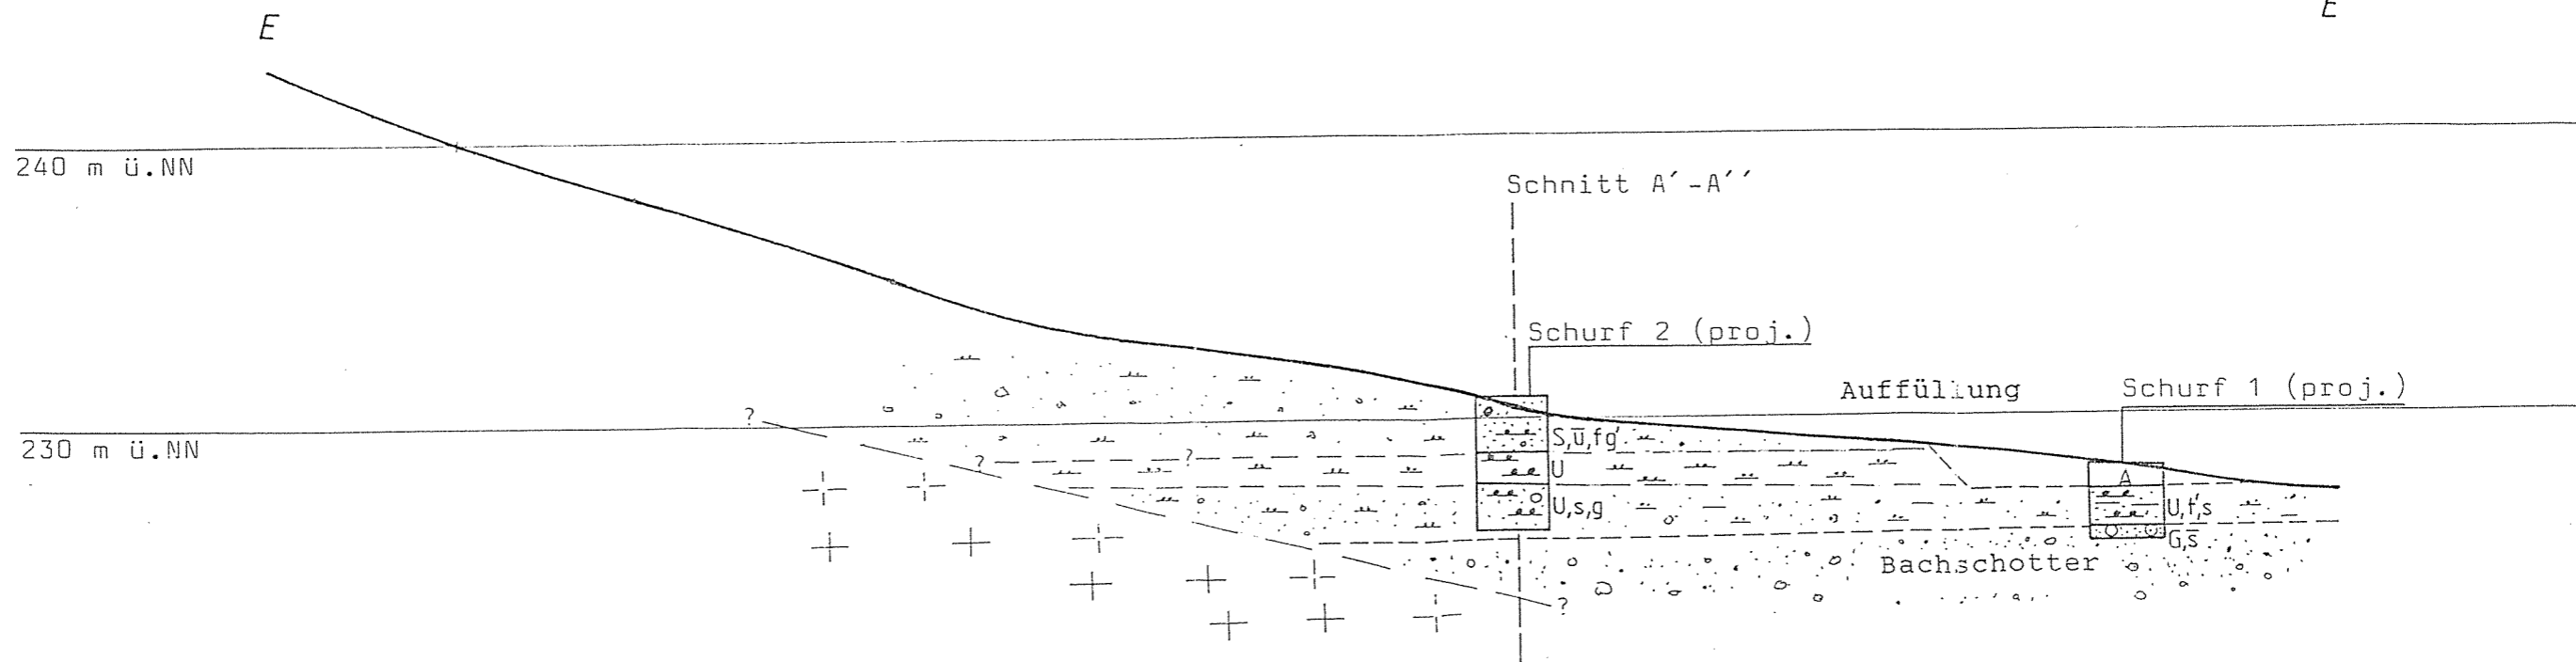 E
E
240 m ü.NN
Schnitt A′-A′′
Schurf 2 (proj.)
Auffüllung
Schurf 1 (proj.)
?
230 m ü.NN
S,u̅,fg′
?
?
U
A
U,s,g
U,f′,s
G,s̅
Bachschotter
?